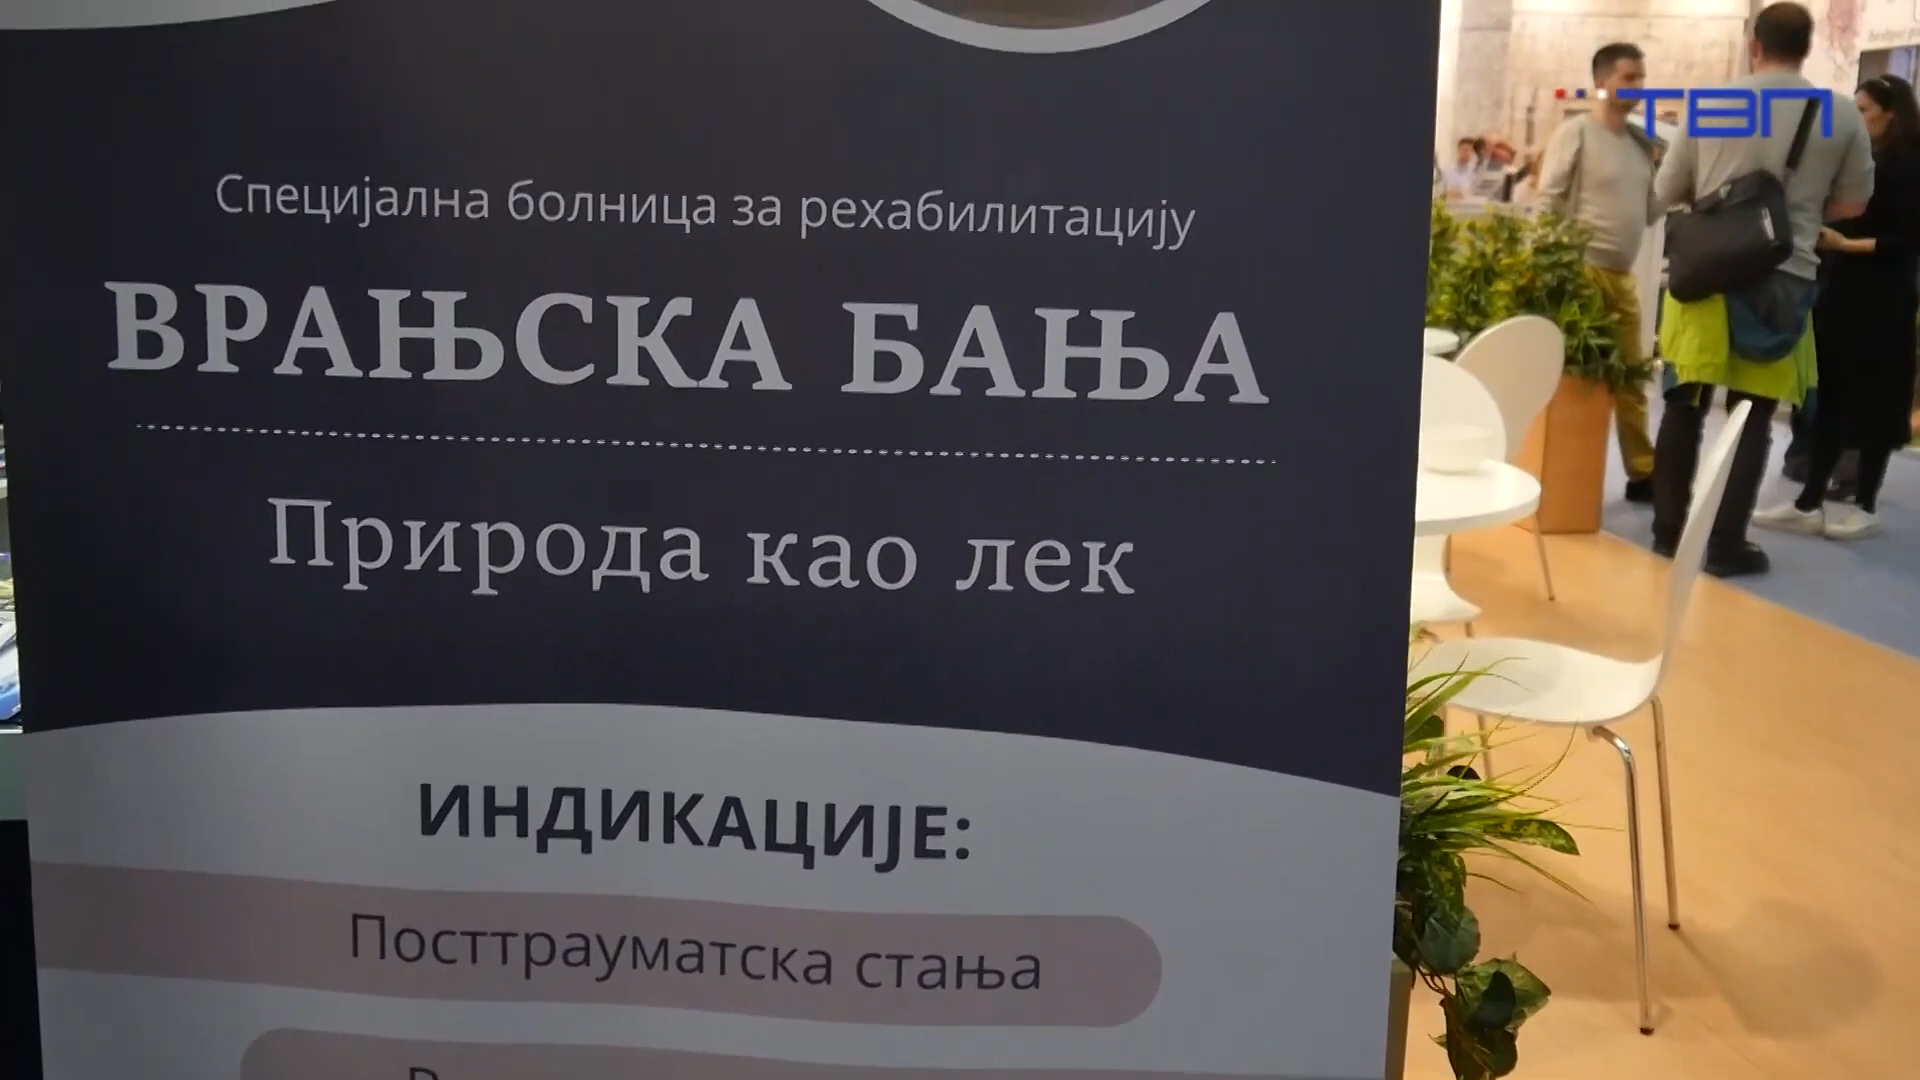 Специјална болница за рехабилитацију
ВРАЊСКА БАЊА
Природа као лек
ИНДИКАЦИЈЕ:
Посттрауматска стања
ТВП